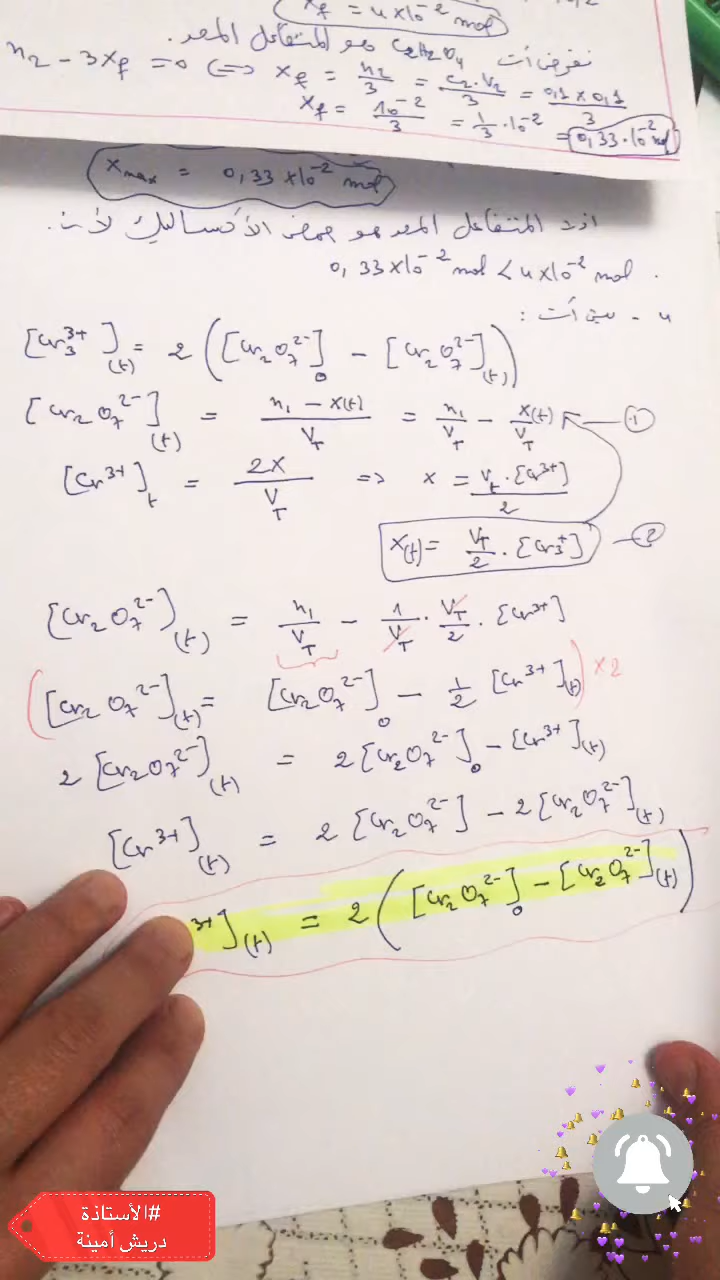 x_f = 4×10⁻² mol
نفرض أن C₂H₂O₄ هو المتفاعل المحد.
n₂ - 3x_f = 0 ⟺ x_f = n₂/3 = c₂·V₂/3 = 0,1×0,1/3
x_f = 10⁻²/3 = 1/3·10⁻² = 0,33·10⁻² mol
x_max = 0,33×10⁻² mol
اذن المتفاعل المحد هو حمض الأكساليك لأن.
0,33×10⁻² mol < 4×10⁻² mol.
4 - بين أن:
[Cr₃³⁺](t) = 2([Cr₂O₇²⁻]₀ - [Cr₂O₇²⁻](t))
[Cr₂O₇²⁻](t) = n₁ - x(t)/V_T = n₁/V_T - x(t)/V_T ①
[Cr³⁺]t = 2x/V_T ⟹ x = V_t·[Cr³⁺]/2
x(t) = V_T/2 · [Cr₃⁺] ②
[Cr₂O₇²⁻](t) = n₁/V_T - 1/V_T · V_T/2 · [Cr³⁺]
([Cr₂O₇²⁻](t) = [Cr₂O₇²⁻]₀ - 1/2 [Cr³⁺](t)) ×2
2[Cr₂O₇²⁻](t) = 2[Cr₂O₇²⁻]₀ - [Cr³⁺](t)
[Cr³⁺](t) = 2[Cr₂O₇²⁻] - 2[Cr₂O₇²⁻](t)
³⁺](t) = 2([Cr₂O₇²⁻]₀ - [Cr₂O₇²⁻](t))
#الأستاذة
دريش أمينة